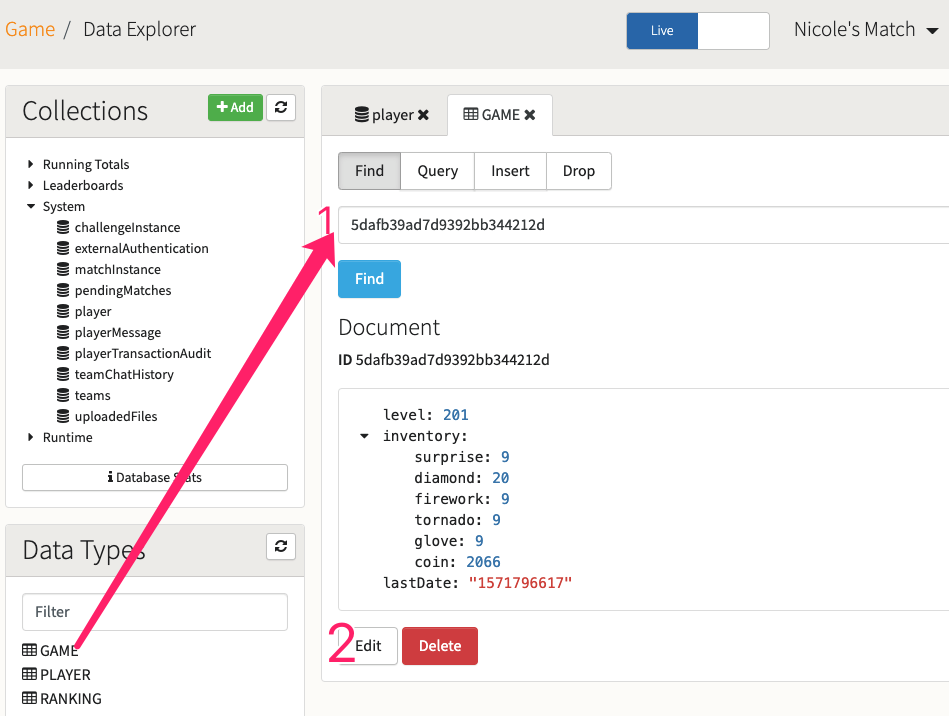 Game / Data Explorer
Live
Nicole's Match
Collections
Add
Running Totals
Leaderboards
System
challengeInstance
externalAuthentication
matchInstance
pendingMatches
player
playerMessage
playerTransactionAudit
teamChatHistory
teams
uploadedFiles
Runtime
Database Stats
Data Types
Filter
GAME
PLAYER
RANKING
player
GAME
Find
Query
Insert
Drop
1
5dafb39ad7d9392bb344212d
Find
Document
ID 5dafb39ad7d9392bb344212d
level: 201
inventory:
surprise: 9
diamond: 20
firework: 9
tornado: 9
glove: 9
coin: 2066
lastDate: "1571796617"
2
Edit
Delete